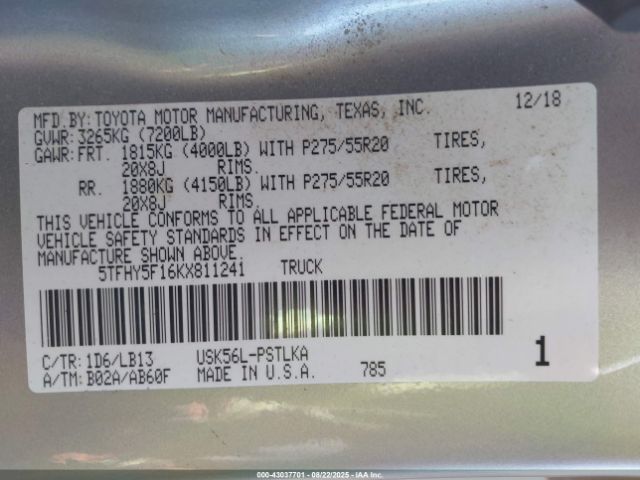 MFD.BY:TOYOTA MOTOR MANUFACTURING, TEXAS, INC. 12/18
GVWR:3265KG (7200LB)
GAWR:FRT. 1815KG (4000LB) WITH P275/55R20 TIRES,
20X8J RIMS.
RR. 1880KG (4150LB) WITH P275/55R20 TIRES,
20X8J RIMS.
THIS VEHICLE CONFORMS TO ALL APPLICABLE FEDERAL MOTOR
VEHICLE SAFETY STANDARDS IN EFFECT ON THE DATE OF
MANUFACTURE SHOWN ABOVE.
5TFHY5F16KX811241 TRUCK
C/TR:1D6/LB13 USK56L-PSTLKA 1
A/TM:B02A/AB60F MADE IN U.S.A. 785
000-43037701 - 08/22/2025 - IAA Inc.